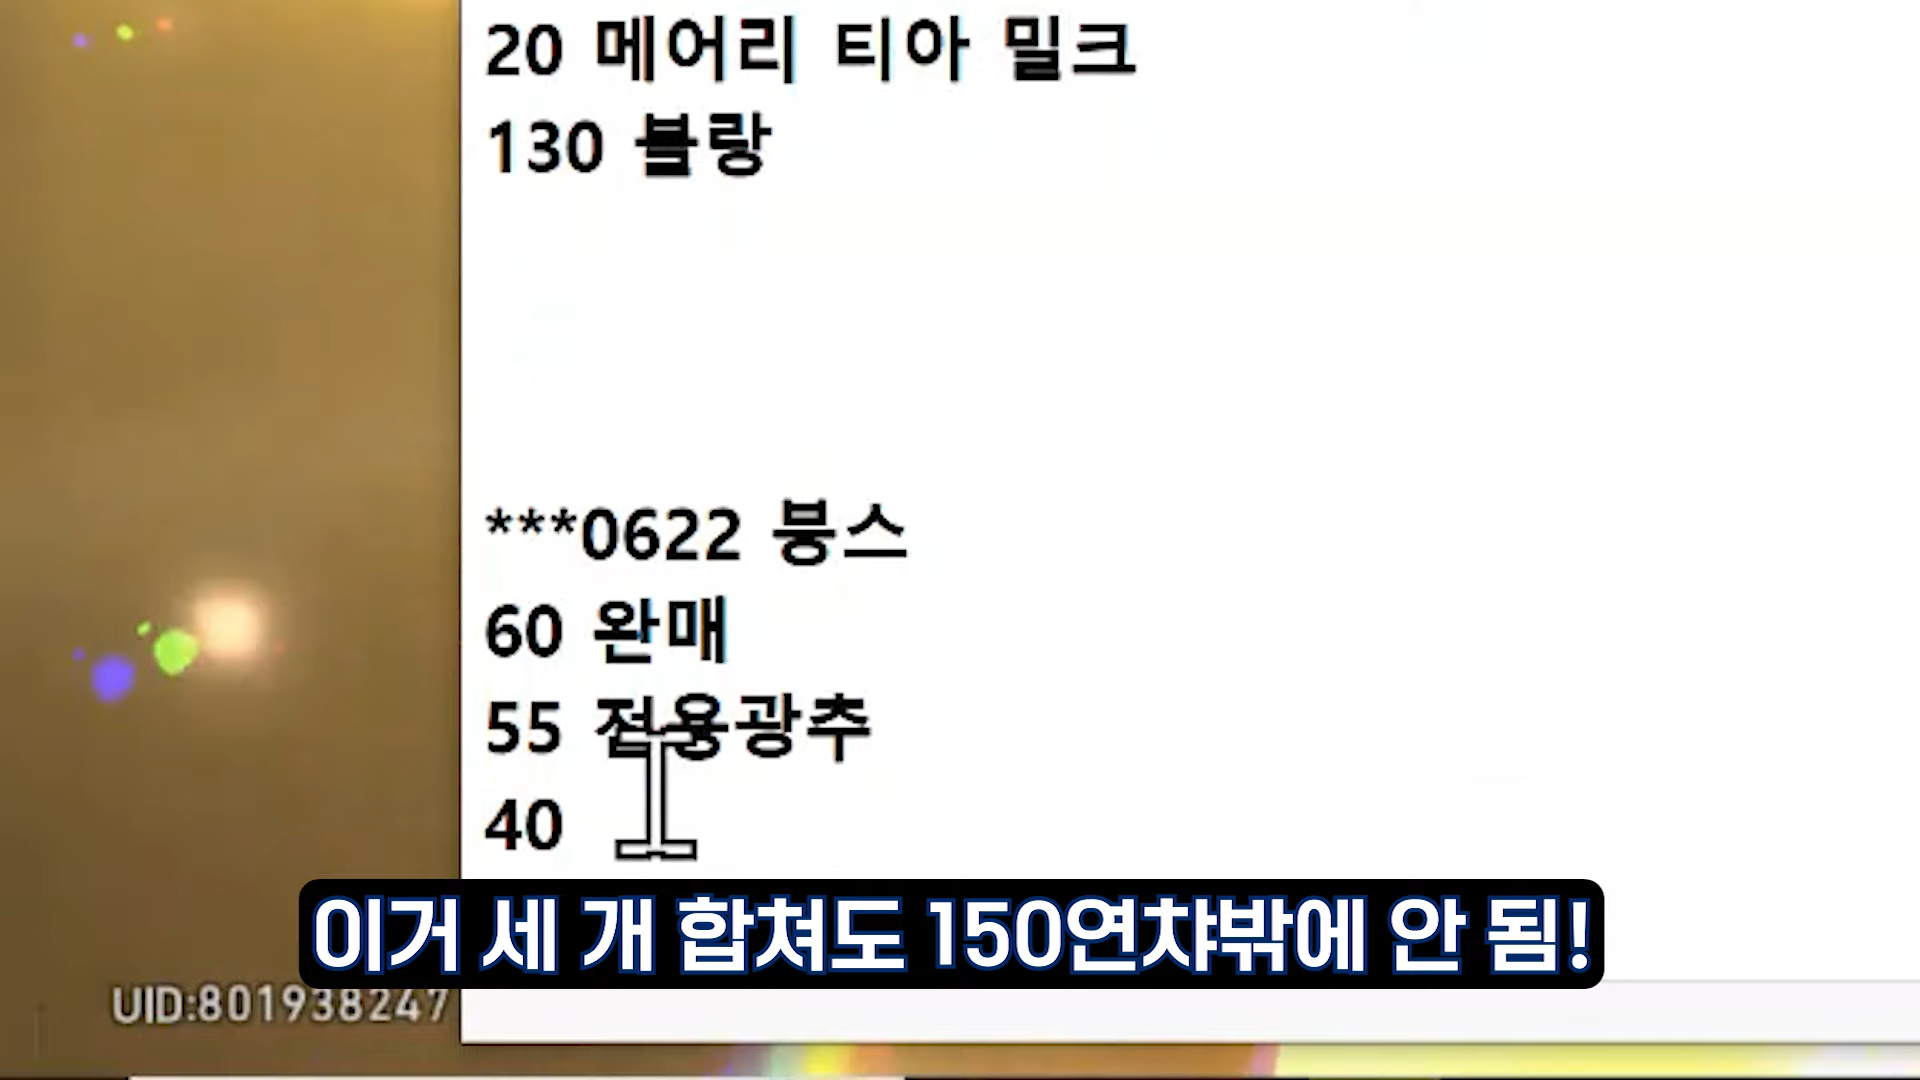 20 메어리 티아 밀크
130 블랑
***0622 붕스
60 완매
55 전용광추
40
이거 세 개 합쳐도 150연챠밖에 안 됨!
UID:801938247